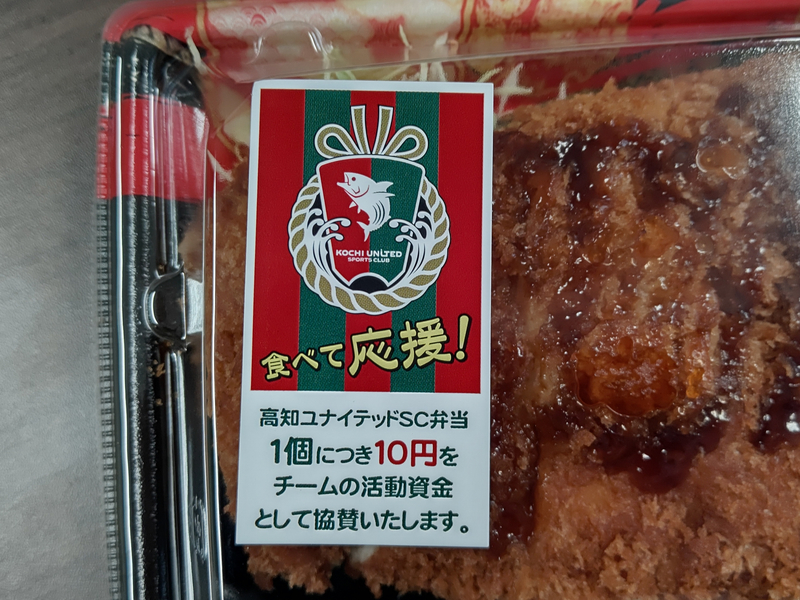 KOCHI UNITED
SPORTS CLUB
食べて応援!
高知ユナイテッドSC弁当
1個につき10円を
チームの活動資金
として協賛いたします。